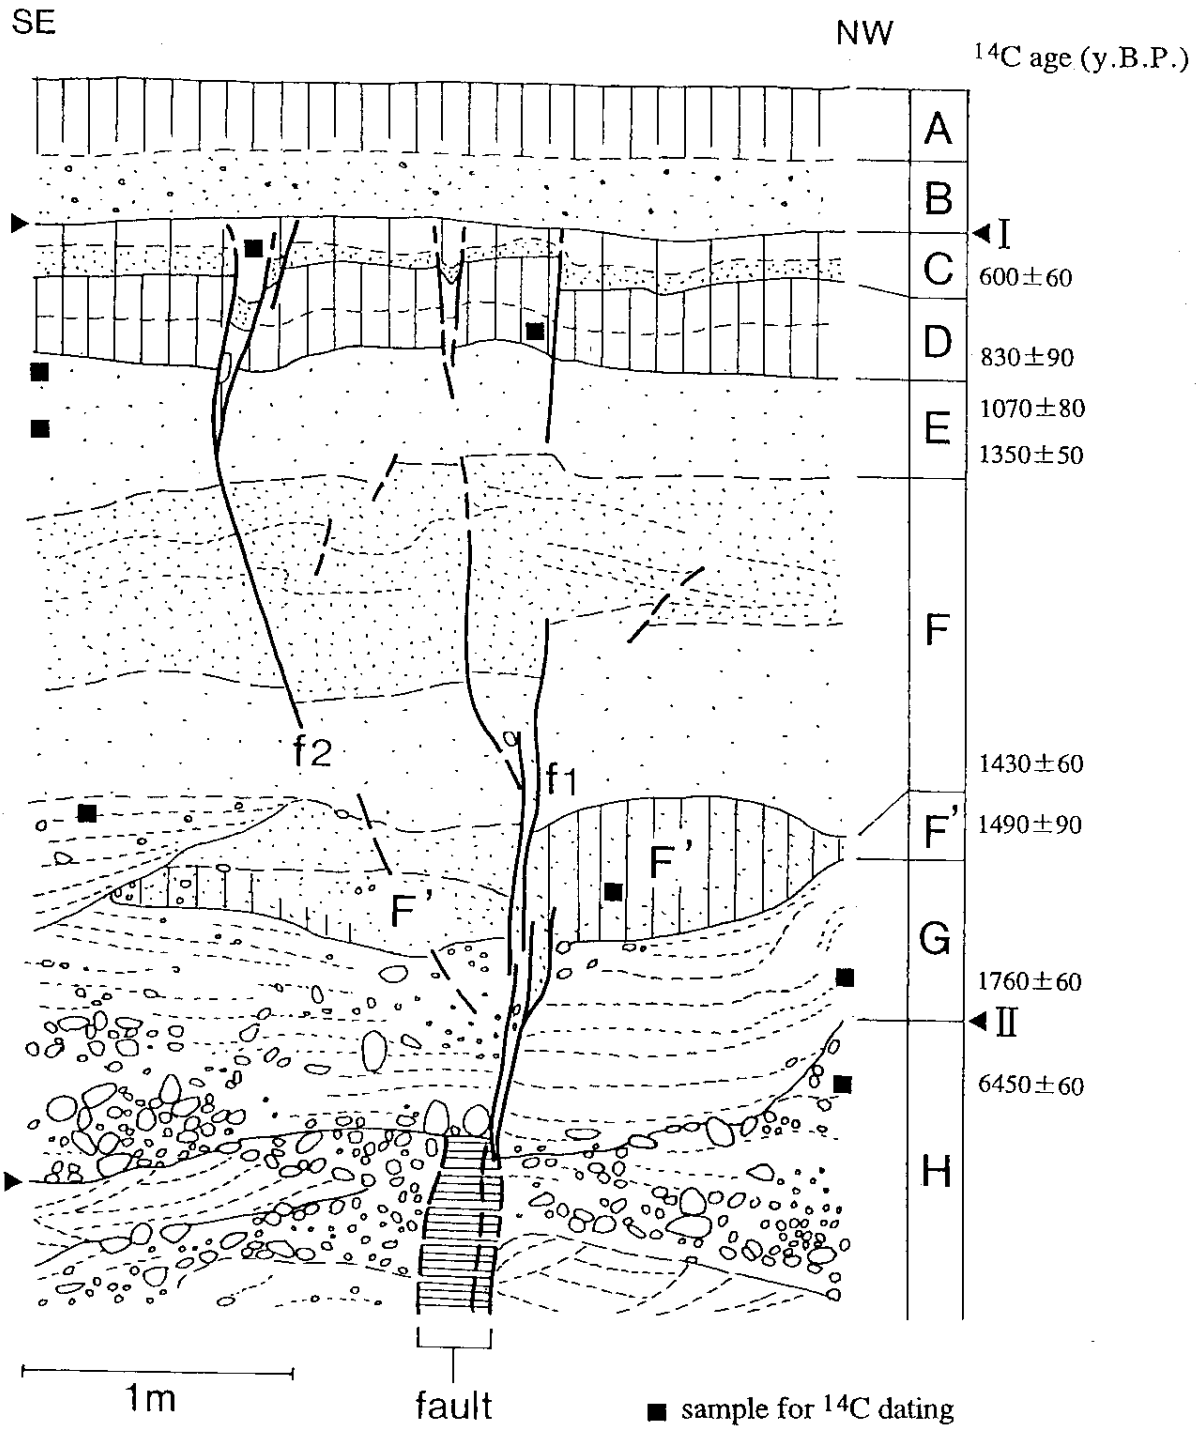 SE
NW
¹⁴C age (y.B.P.)
A
B
I
C
600±60
D
830±90
E
1070±80
1350±50
F
f2
f1
1430±60
F'
1490±90
F'
F'
G
1760±60
II
6450±60
H
1m
fault
■ sample for ¹⁴C dating